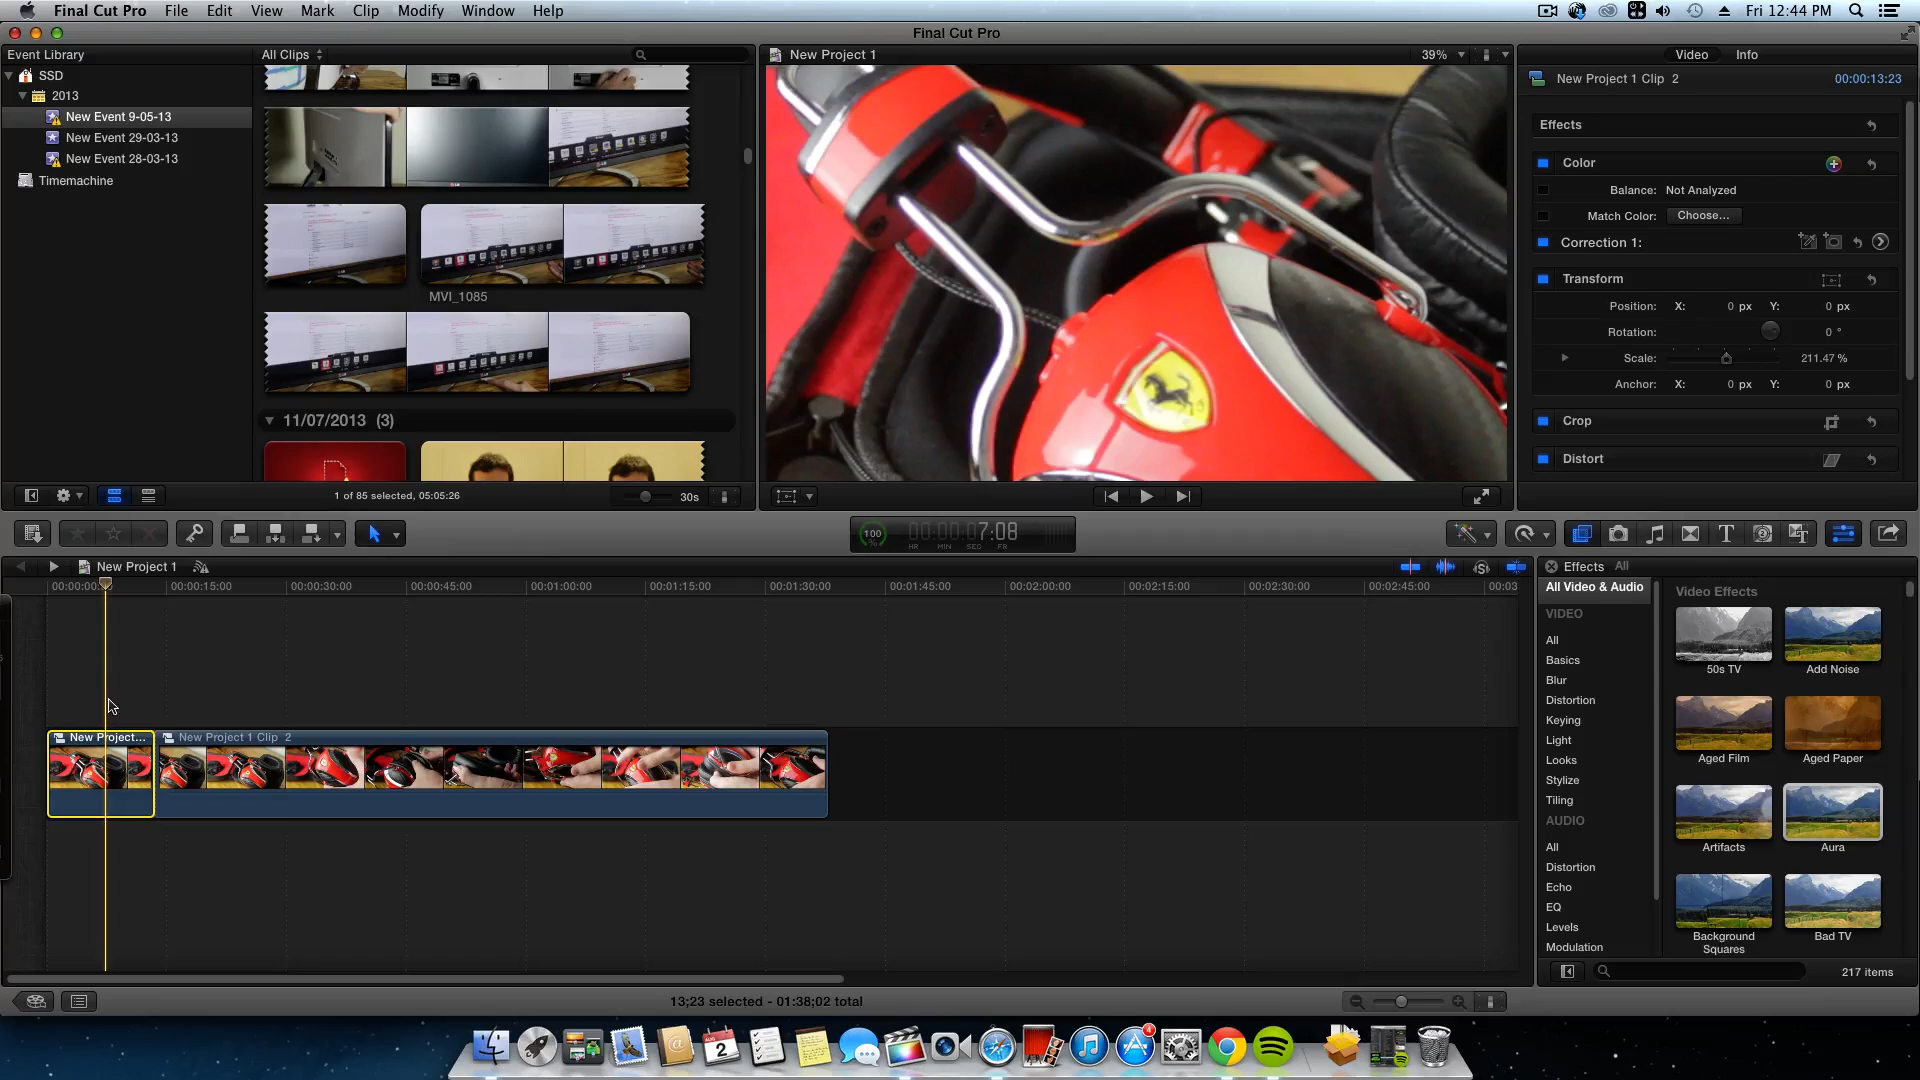 Final Cut Pro File Edit View Mark Clip Modify Window Help Fri 12:44 PM
Final Cut Pro
Event Library
SSD
2013
New Event 9-05-13
New Event 29-03-13
New Event 28-03-13
Timemachine
All Clips
MVI_1085
11/07/2013 (3)
1 of 85 selected, 05:05:26
30s
New Project 1
39%
Video Info
New Project 1 Clip 2 00:00:13:23
Effects
Color
Balance: Not Analyzed
Match Color: Choose...
Correction 1:
Transform
Position: X: 0 px Y: 0 px
Rotation: 0 °
Scale: 211.47 %
Anchor: X: 0 px Y: 0 px
Crop
Distort
100 %
00:00:07:08
HR MIN SEC FR
New Project 1
00:00:15:00 00:00:30:00 00:00:45:00 00:01:00:00 00:01:15:00 00:01:30:00 00:01:45:00 00:02:00:00 00:02:15:00 00:02:30:00 00:02:45:00
New Project...
New Project 1 Clip 2
13;23 selected - 01:38;02 total
Effects All
All Video & Audio
VIDEO
All
Basics
Blur
Distortion
Keying
Light
Looks
Stylize
Tiling
AUDIO
All
Distortion
Echo
EQ
Levels
Modulation
Video Effects
50s TV
Add Noise
Aged Film
Aged Paper
Artifacts
Aura
Background
Squares
Bad TV
217 items
AUG
2
4